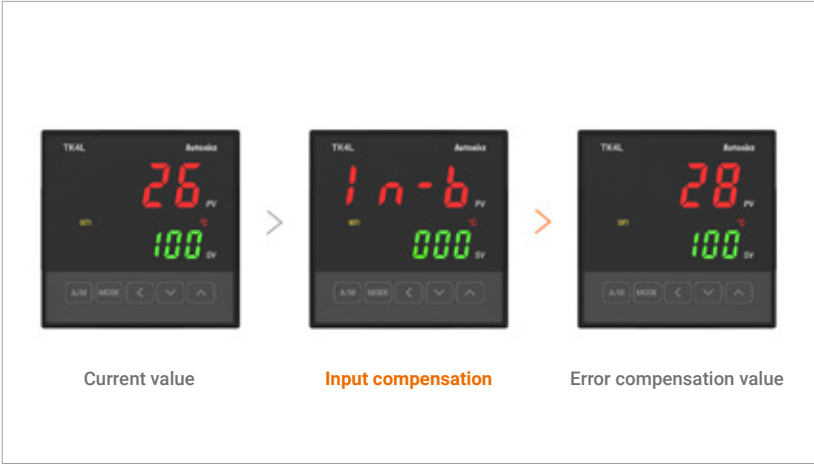 TK4L Autonics
26 PV
°C
100 SV
A/M MODE
Current value
TK4L Autonics
In-b PV
°C
000 SV
A/M MODE
Input compensation
TK4L Autonics
28 PV
°C
100 SV
A/M MODE
Error compensation value